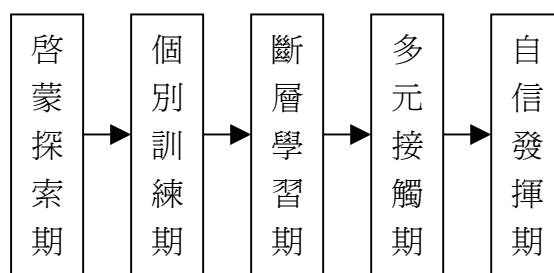 啓蒙探索期
個別訓練期
斷層學習期
多元接觸期
自信發揮期